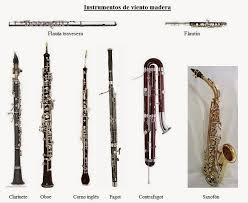 Instrumentos de viento madera
Flauta travesera Flautín
Clarinete Oboe Corno inglés Fagot Contrafagot Saxofón